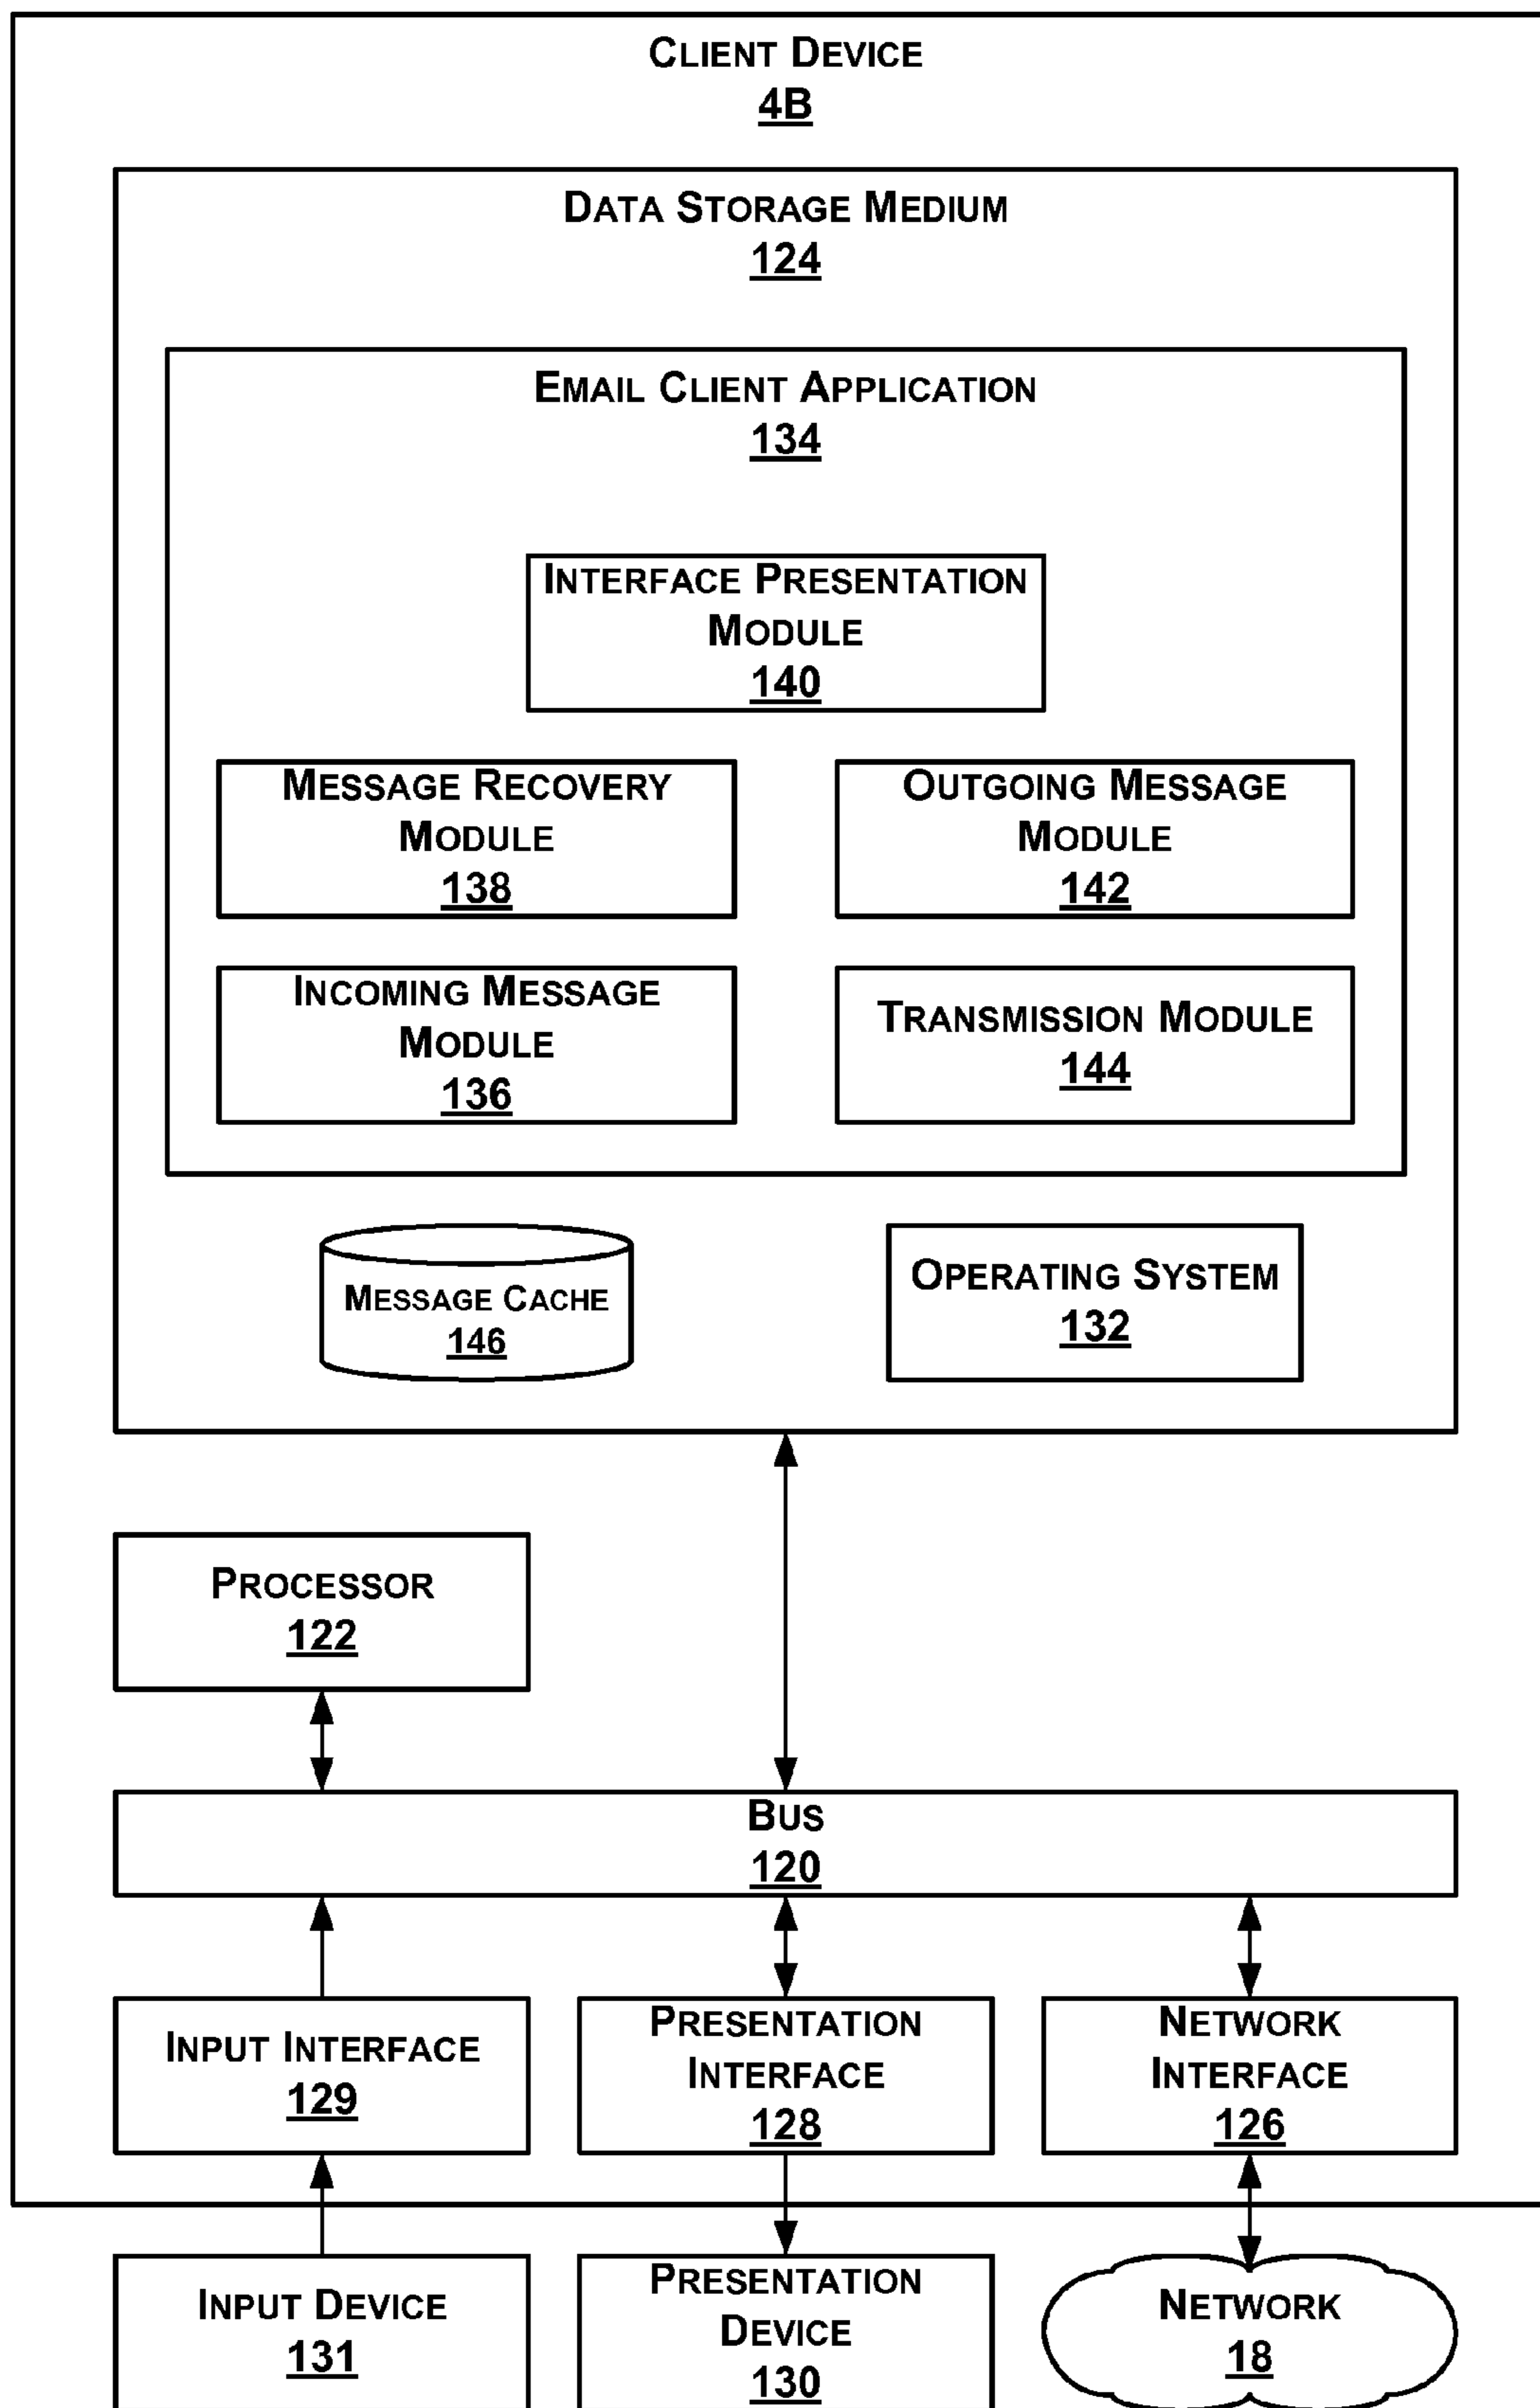 CLIENT DEVICE
4B
DATA STORAGE MEDIUM
124
EMAIL CLIENT APPLICATION
134
INTERFACE PRESENTATION
MODULE
140
MESSAGE RECOVERY
MODULE
138
OUTGOING MESSAGE
MODULE
142
INCOMING MESSAGE
MODULE
136
TRANSMISSION MODULE
144
MESSAGE CACHE
146
OPERATING SYSTEM
132
PROCESSOR
122
BUS
120
INPUT INTERFACE
129
PRESENTATION
INTERFACE
128
NETWORK
INTERFACE
126
INPUT DEVICE
131
PRESENTATION
DEVICE
130
NETWORK
18